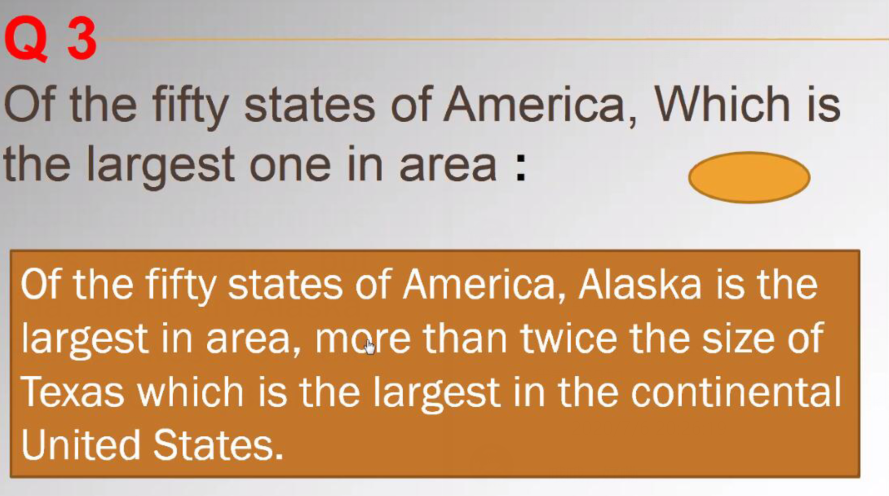 Q 3
Of the fifty states of America, Which is
the largest one in area :
Of the fifty states of America, Alaska is the
largest in area, more than twice the size of
Texas which is the largest in the continental
United States.